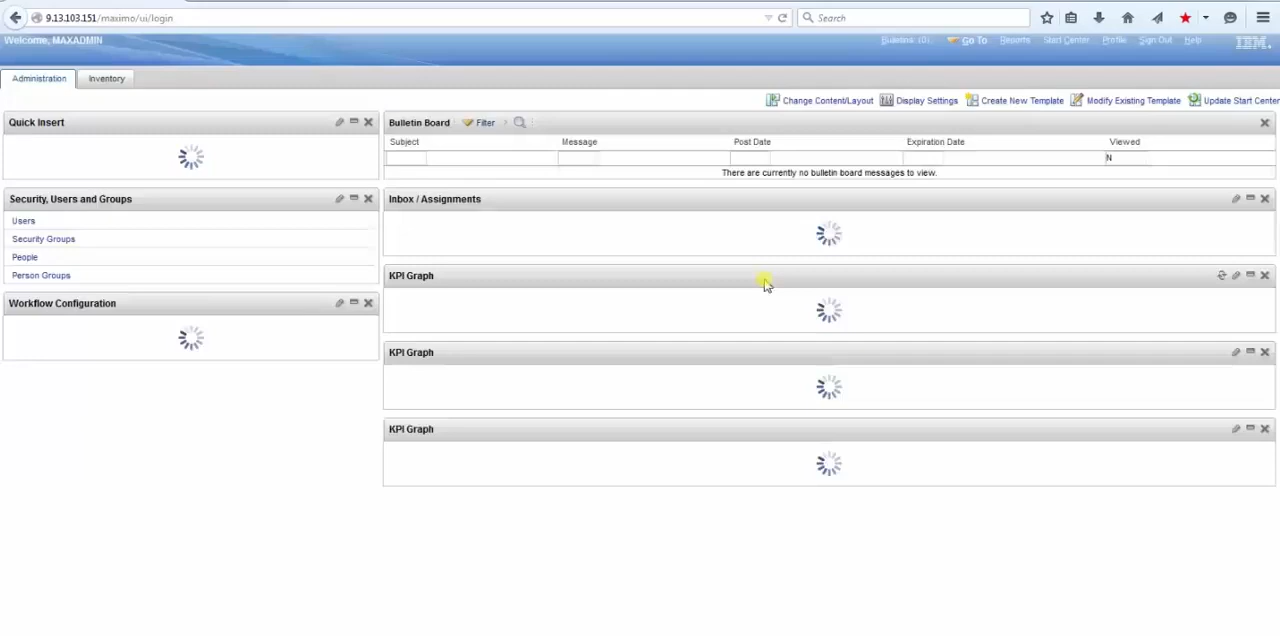 9.13.103.151/maximo/ui/login
Search
Welcome, MAXADMIN
Bulletins: (0) Go To Reports Start Center Profile Sign Out Help IBM.
Administration Inventory
Change Content/Layout Display Settings Create New Template Modify Existing Template Update Start Center
Quick Insert
Bulletin Board Filter
Subject Message Post Date Expiration Date Viewed
N
There are currently no bulletin board messages to view.
Security, Users and Groups
Users
Security Groups
People
Person Groups
Workflow Configuration
Inbox / Assignments
KPI Graph
KPI Graph
KPI Graph